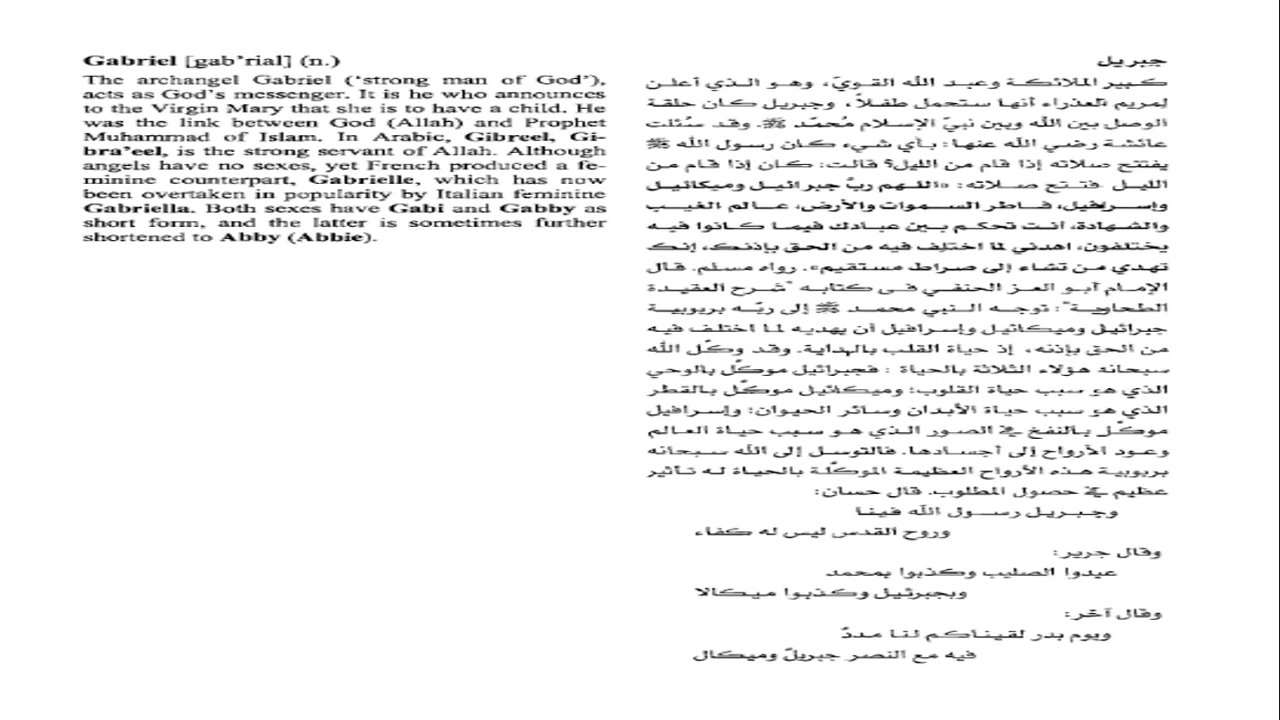 Gabriel [gab’rial] (n.)
The archangel Gabriel (‘strong man of God’),
acts as God’s messenger. It is he who announces
to the Virgin Mary that she is to have a child. He
was the link between God (Allah) and Prophet
Muhammad of Islam. In Arabic, Gibreel, Gi-
bra’eel, is the strong servant of Allah. Although
angels have no sexes, yet French produced a fe-
minine counterpart, Gabrielle, which has now
been overtaken in popularity by Italian feminine
Gabriella. Both sexes have Gabi and Gabby as
short form, and the latter is sometimes further
shortened to Abby (Abbie).
جبريل
كبير الملائكة وعبد الله القويّ، وهو الذي أعلن
لمريم العذراء أنها ستحمل طفلاً، وجبريل كان حلقة
الوصل بين الله وبين نبيّ الإسلام مُحمّد ﷺ. وقد سُئلت
عائشة رضي الله عنها: بأي شيء كان رسول الله ﷺ
يفتتح صلاته إذا قام من الليل؟ قالت: كان إذا قام من
الليل فتتح صلاته: «اللهم ربَّ جبرائيل وميكائيل
وإسرافيل، فاطر السموات والأرض، عالم الغيب
والشهادة، أنت تحكم بين عبادك فيما كانوا فيه
يختلفون، اهدني لما اختلف فيه من الحق بإذنك، إنك
تهدي من تشاء إلى صراط مستقيم». رواه مسلم. قال
الإمام أبو العز الحنفي في كتابه "شرح العقيدة
الطحاوية": توجه النبي محمد ﷺ إلى ربّه بربوبية
جبرائيل وميكائيل وإسرافيل أن يهديه لما اختلف فيه
من الحق بإذنه، إذ حياة القلب بالهداية. وقد وكّل الله
سبحانه هؤلاء الثلاثة بالحياة : فجبرائيل موكّل بالوحي
الذي هو سبب حياة القلوب؛ وميكائيل موكّل بالقطر
الذي هو سبب حياة الأبدان وسائر الحيوان؛ وإسرافيل
موكّل بالنفخ في الصور الذي هو سبب حياة العالم
وعود الأرواح إلى أجسادها. فالتوسل إلى الله سبحانه
بربوبية هذه الأرواح العظيمة الموكّلة بالحياة له تأثير
عظيم في حصول المطلوب. قال حسان:
وجبريل رسول الله فينا
وروح القدس ليس له كفاء
وقال جرير:
عبدوا الصليب وكذبوا بمحمد
وبجبرئيل وكذبوا ميكالا
وقال آخر:
ويوم بدر لقيناكم لنا مددٌ
فيه مع النصر جبريلٌ وميكال